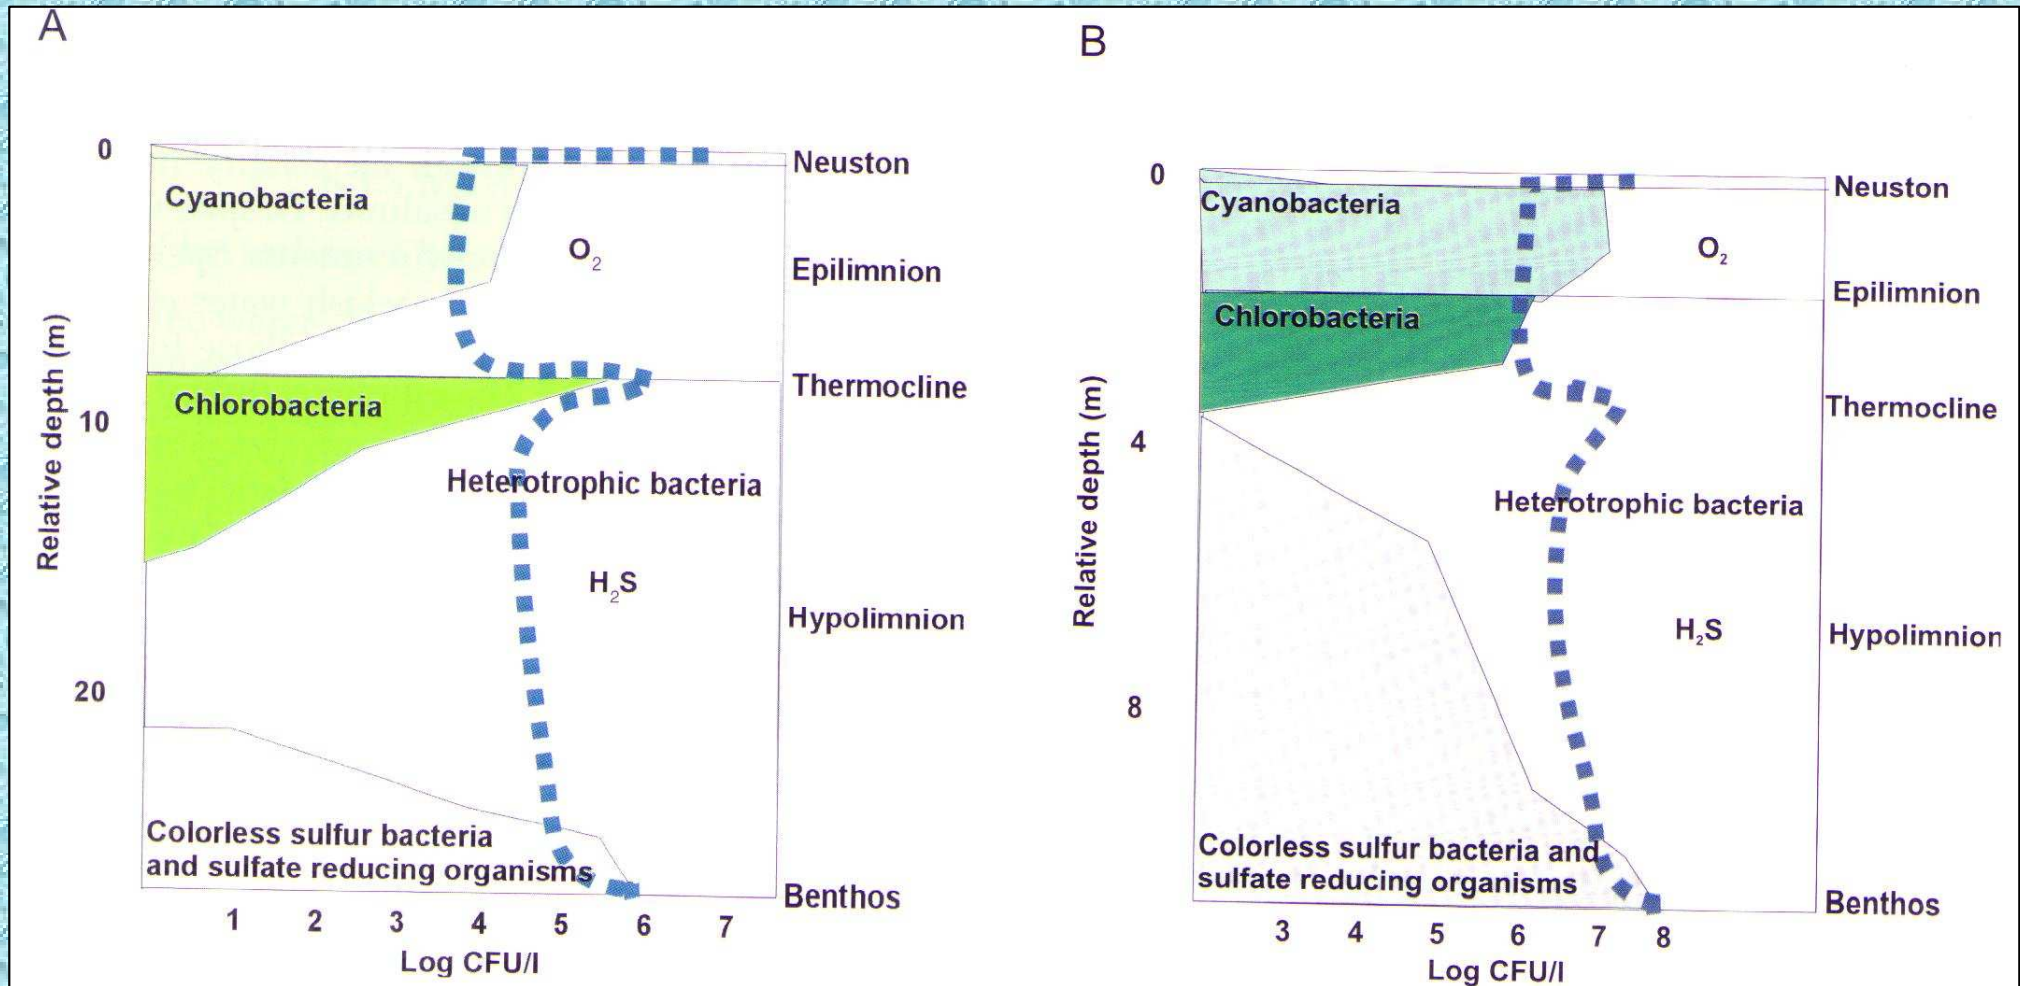 A
0
10
20
Relative depth (m)
Cyanobacteria
O2
Chlorobacteria
Heterotrophic bacteria
H2S
Colorless sulfur bacteria
and sulfate reducing organisms
Neuston
Epilimnion
Thermocline
Hypolimnion
Benthos
1 2 3 4 5 6 7
Log CFU/l
B
0
4
8
Relative depth (m)
Cyanobacteria
O2
Chlorobacteria
Heterotrophic bacteria
H2S
Colorless sulfur bacteria and
sulfate reducing organisms
Neuston
Epilimnion
Thermocline
Hypolimnion
Benthos
3 4 5 6 7 8
Log CFU/l